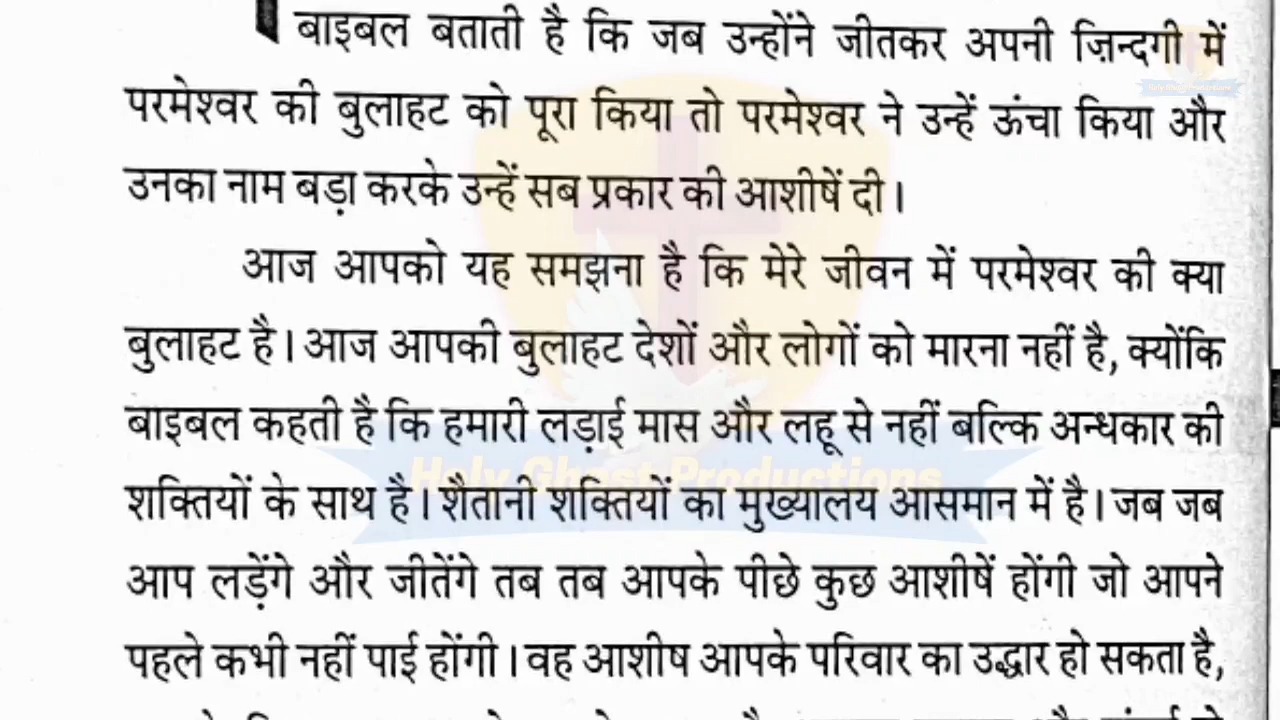 बाइबल बताती है कि जब उन्होंने जीतकर अपनी ज़िन्दगी में
परमेश्वर की बुलाहट को पूरा किया तो परमेश्वर ने उन्हें ऊंचा किया और
उनका नाम बड़ा करके उन्हें सब प्रकार की आशीषें दी।
आज आपको यह समझना है कि मेरे जीवन में परमेश्वर की क्या
बुलाहट है। आज आपकी बुलाहट देशों और लोगों को मारना नहीं है, क्योंकि
बाइबल कहती है कि हमारी लड़ाई मास और लहू से नहीं बल्कि अन्धकार की
Holy Ghost Productions
शक्तियों के साथ है। शैतानी शक्तियों का मुख्यालय आसमान में है। जब जब
आप लड़ेंगे और जीतेंगे तब तब आपके पीछे कुछ आशीषें होंगी जो आपने
पहले कभी नहीं पाई होंगी। वह आशीष आपके परिवार का उद्धार हो सकता है,